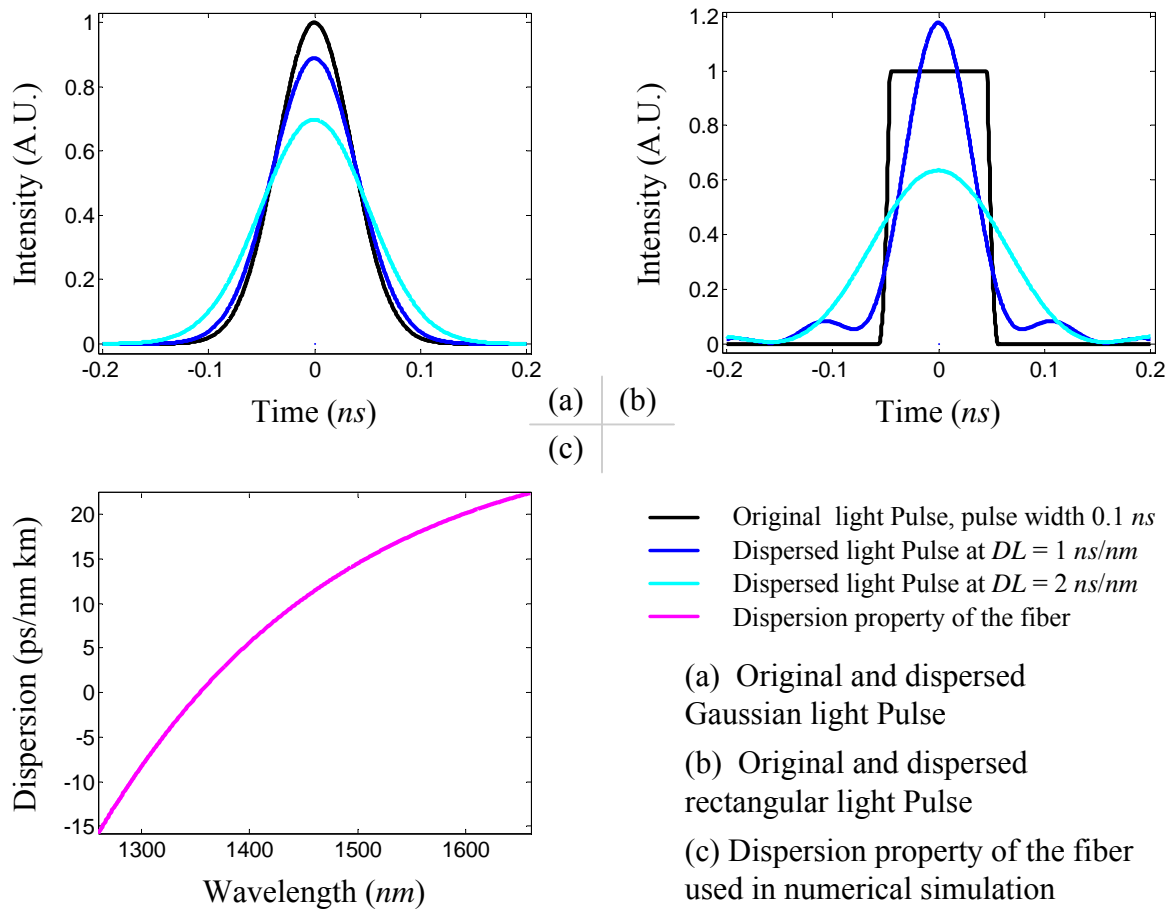 1
0.8
0.6
0.4
0.2
0
-0.2 -0.1 0 0.1 0.2
Intensity (A.U.)
Time (ns)
1.2
1
0.8
0.6
0.4
0.2
0
-0.2 -0.1 0 0.1 0.2
Intensity (A.U.)
Time (ns)
(a) (b)
(c)
20
15
10
5
0
-5
-10
-15
1300 1400 1500 1600
Dispersion (ps/nm km)
Wavelength (nm)
Original light Pulse, pulse width 0.1 ns
Dispersed light Pulse at DL = 1 ns/nm
Dispersed light Pulse at DL = 2 ns/nm
Dispersion property of the fiber
(a) Original and dispersed
Gaussian light Pulse
(b) Original and dispersed
rectangular light Pulse
(c) Dispersion property of the fiber
used in numerical simulation